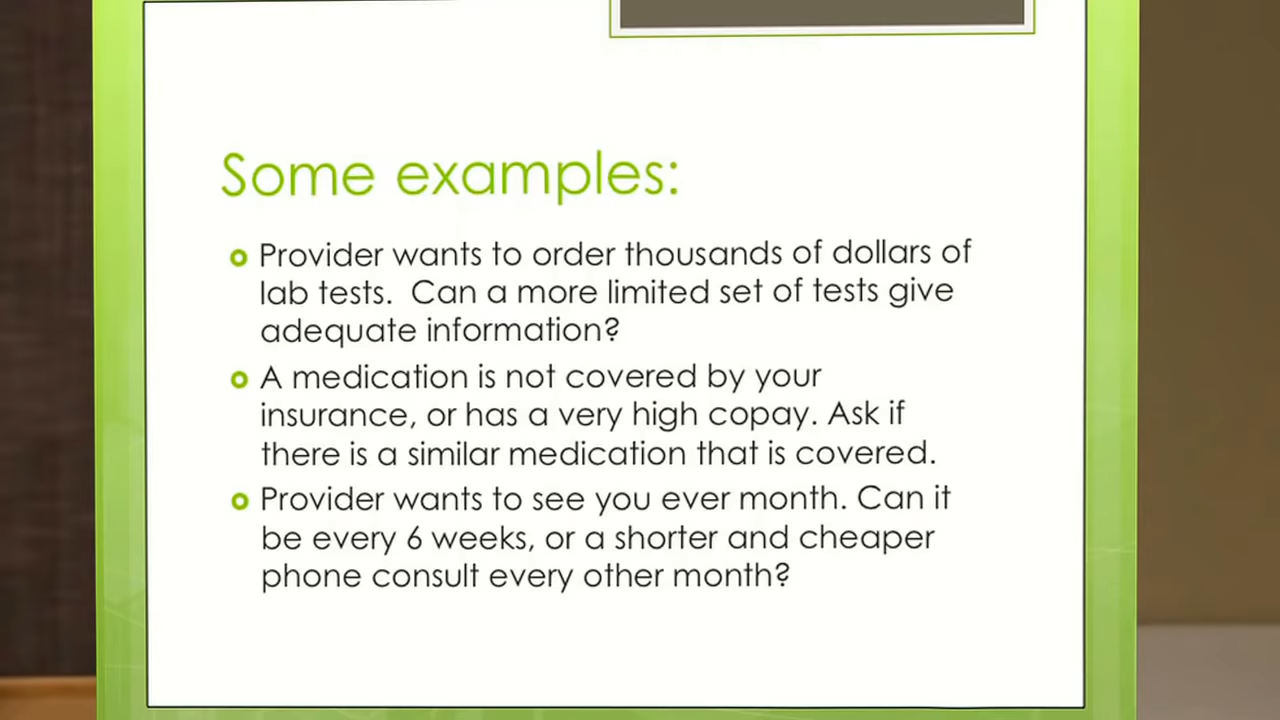 Some examples:
Provider wants to order thousands of dollars of
lab tests.  Can a more limited set of tests give
adequate information?
A medication is not covered by your
insurance, or has a very high copay. Ask if
there is a similar medication that is covered.
Provider wants to see you ever month. Can it
be every 6 weeks, or a shorter and cheaper
phone consult every other month?